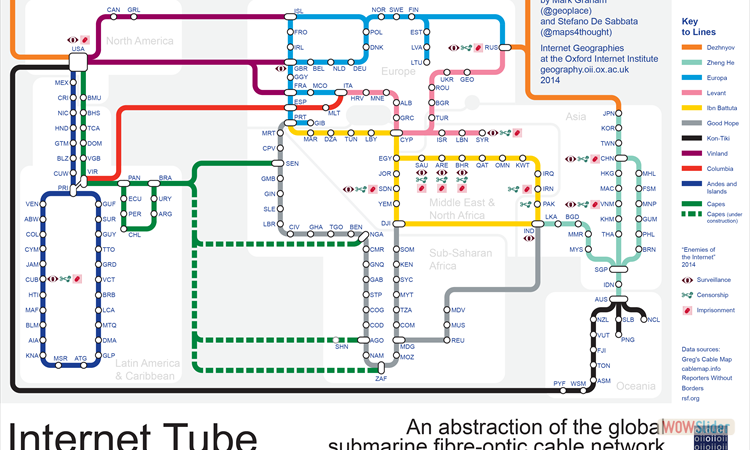 by Mark Graham
(@geoplace)
and Stefano De Sabbata
(@maps4thought)
Internet Geographies
at the Oxford Internet Institute
geography.oii.ox.ac.uk
2014
Key
to Lines
Dezhnyov
Zheng He
Europa
Levant
Ibn Battuta
Good Hope
Kon-Tiki
Vinland
Columbia
Andes and
Islands
Capes
Capes (under
construction)
"Enemies of
the Internet"
2014
Surveillance
Censorship
Imprisonment
Data sources:
Greg's Cable Map
cablemap.info
Reporters Without
Borders
rsf.org
North America
Europe
Asia
Middle East &
North Africa
Sub-Saharan
Africa
Latin America
& Caribbean
Oceania
CAN GRL
ISL
NOR SWE FIN
USA
FRO
IRL
POL
DNK
EST
LVA
LTU
RUS
GBR BEL NLD DEU
GGY
UKR GEO
FRA MCO
ITA
HRV MNE
ROU
BGR
TUR
ALB
GRC
ESP
MLT
PRT GIB
MAR DZA TUN LBY
CYP
ISR LBN SYR
MEX
CRI
NIC
HND
GTM
BLZ
CUW
PRI
BMU
BHS
TCA
DOM
VGB
VIR
PAN
BRA
ECU
PER
CHL
URY
ARG
MRT
CPV
SEN
GMB
GIN
SLE
LBR
CIV GHA TGO BEN
EGY
JOR
SDN
YEM
DJI
SAU ARE BHR QAT OMN KWT
IRQ
IRN
PAK
IND
LKA BGD
MMR
MYS
JPN
KOR
TWN
CHN
HKG
MAC
VNM
KHM
THA
MHL
FSM
MNP
GUM
PHL
BRN
SGP
IDN
AUS
NZL
SLB
NCL
VUT
PNG
FJI
TON
ASM
PYF WSM
VEN
ABW
COL
CYM
JAM
CUB
HTI
MAF
BLM
AIA
KNA
MSR ATG
GUF
SUR
GUY
TTO
GRD
VCT
BRB
LCA
MTQ
DMA
GLP
NGA
CMR
GNQ
GAB
STP
COG
COD
AGO
NAM
ZAF
SHN
SOM
KEN
SYC
MYT
TZA
COM
MDG
MOZ
MDV
MUS
REU
Internet Tube
An abstraction of the global
submarine fibre-optic cable network
WOWSlider
oiioiioii